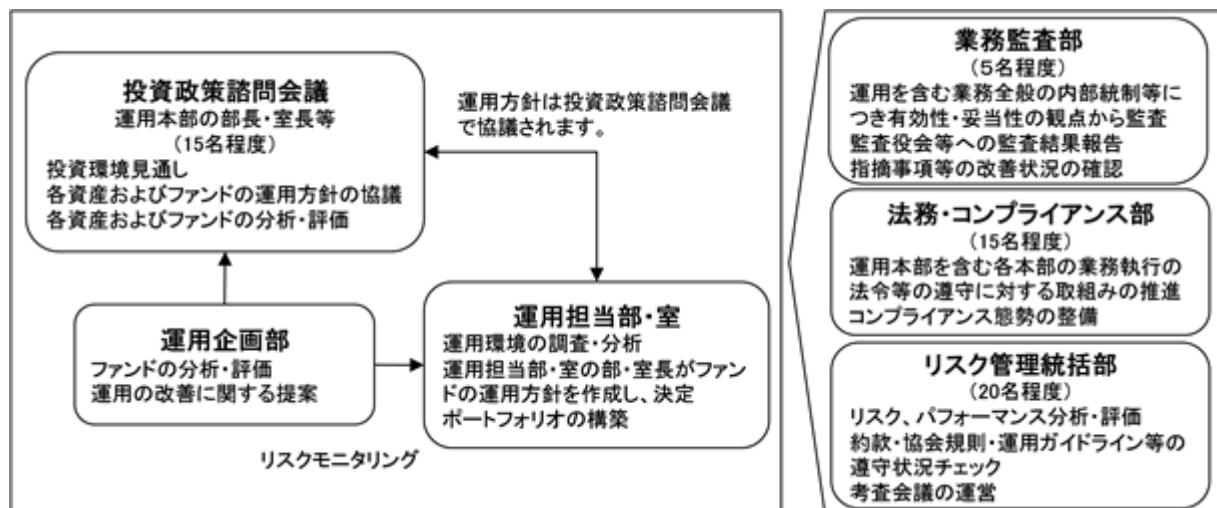 投資政策諮問会議
運用本部の部長・室長等
(15名程度)
投資環境見通し
各資産およびファンドの運用方針の協議
各資産およびファンドの分析・評価
運用方針は投資政策諮問会議
で協議されます。
運用企画部
ファンドの分析・評価
運用の改善に関する提案
運用担当部・室
運用環境の調査・分析
運用担当部・室の部・室長がファン
ドの運用方針を作成し、決定
ポートフォリオの構築
リスクモニタリング
業務監査部
(5名程度)
運用を含む業務全般の内部統制等に
つき有効性・妥当性の観点から監査
監査役会等への監査結果報告
指摘事項等の改善状況の確認
法務・コンプライアンス部
(15名程度)
運用本部を含む各本部の業務執行の
法令等の遵守に対する取組みの推進
コンプライアンス態勢の整備
リスク管理統括部
(20名程度)
リスク、パフォーマンス分析・評価
約款・協会規則・運用ガイドライン等の
遵守状況チェック
考査会議の運営